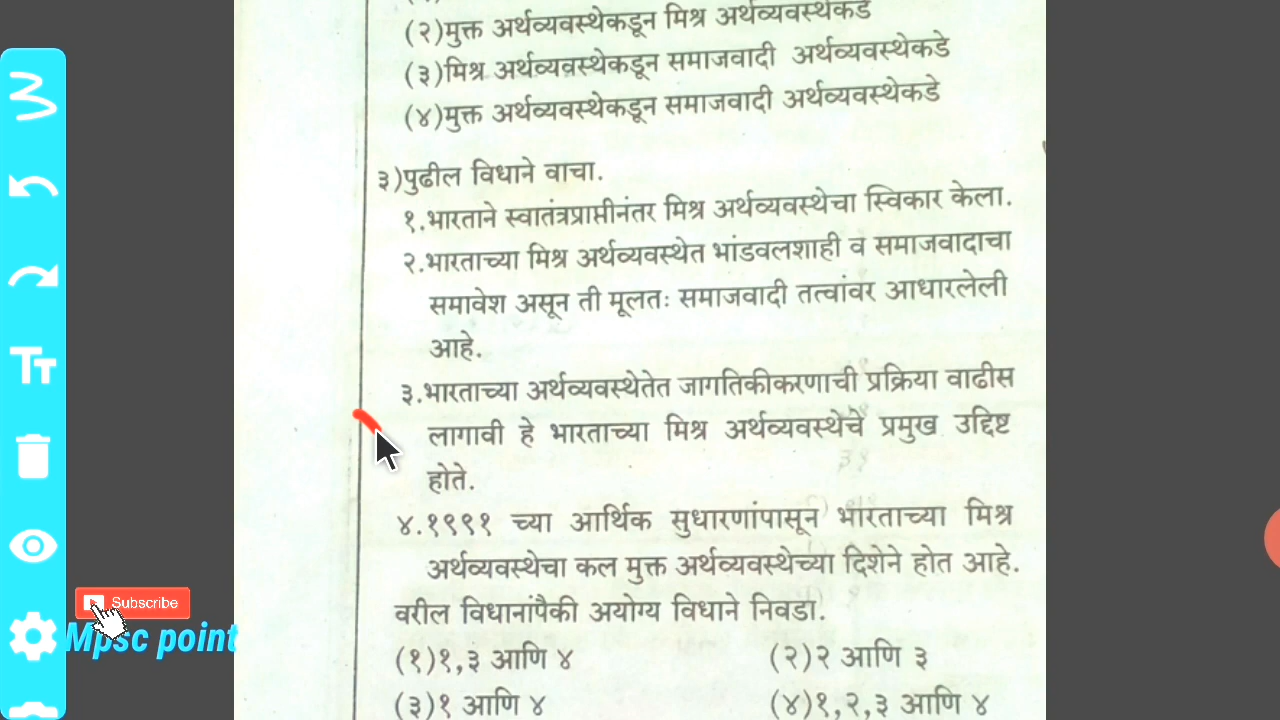 (२)मुक्त अर्थव्यवस्थेकडून मिश्र अर्थव्यवस्थेकडे
(३)मिश्र अर्थव्यवस्थेकडून समाजवादी अर्थव्यवस्थेकडे
(४)मुक्त अर्थव्यवस्थेकडून समाजवादी अर्थव्यवस्थेकडे
३)पुढील विधाने वाचा.
१.भारताने स्वातंत्रप्राप्तीनंतर मिश्र अर्थव्यवस्थेचा स्विकार केला.
२.भारताच्या मिश्र अर्थव्यवस्थेत भांडवलशाही व समाजवादाचा
समावेश असून ती मूलतः समाजवादी तत्वांवर आधारलेली
आहे.
३.भारताच्या अर्थव्यवस्थेतेत जागतिकीकरणाची प्रक्रिया वाढीस
लागावी हे भारताच्या मिश्र अर्थव्यवस्थेचे प्रमुख उद्दिष्ट
होते.
४.१९९१ च्या आर्थिक सुधारणांपासून भारताच्या मिश्र
अर्थव्यवस्थेचा कल मुक्त अर्थव्यवस्थेच्या दिशेने होत आहे.
वरील विधानांपैकी अयोग्य विधाने निवडा.
(१)१,३ आणि ४ (२)२ आणि ३
(३)१ आणि ४ (४)१,२,३ आणि ४
Tт
Subscribe
Mpsc point